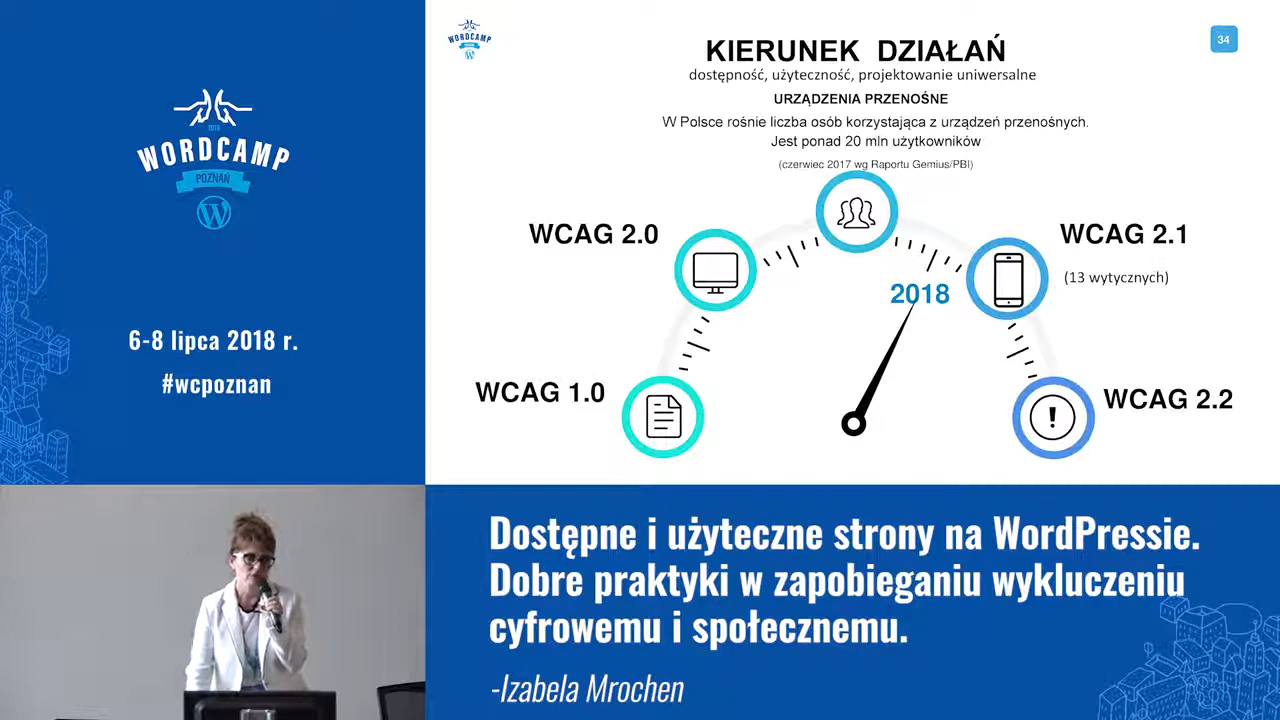 2018
WORDCAMP
POZNAŃ
6-8 lipca 2018 r.
#wcpoznan
WORDCAMP
34
KIERUNEK DZIAŁAŃ
dostępność, użyteczność, projektowanie uniwersalne
URZĄDZENIA PRZENOŚNE
W Polsce rośnie liczba osób korzystająca z urządzeń przenośnych.
Jest ponad 20 mln użytkowników
(czerwiec 2017 wg Raportu Gemius/PBI)
WCAG 2.0
WCAG 2.1
(13 wytycznych)
2018
WCAG 1.0
WCAG 2.2
Dostępne i użyteczne strony na WordPressie.
Dobre praktyki w zapobieganiu wykluczeniu
cyfrowemu i społecznemu.
-Izabela Mrochen